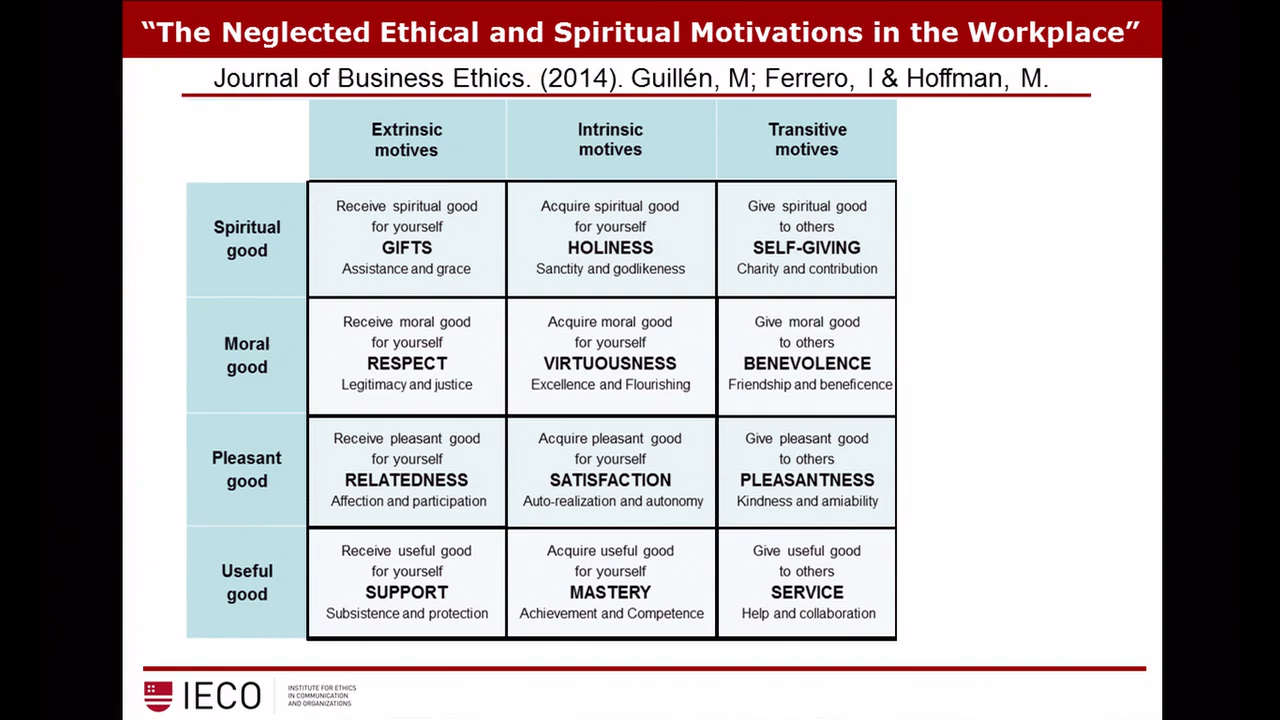 “The Neglected Ethical and Spiritual Motivations in the Workplace”
Journal of Business Ethics. (2014). Guillén, M; Ferrero, I & Hoffman, M.
Extrinsic
motives
Intrinsic
motives
Transitive
motives
Spiritual
good
Receive spiritual good
for yourself
GIFTS
Assistance and grace
Acquire spiritual good
for yourself
HOLINESS
Sanctity and godlikeness
Give spiritual good
to others
SELF-GIVING
Charity and contribution
Moral
good
Receive moral good
for yourself
RESPECT
Legitimacy and justice
Acquire moral good
for yourself
VIRTUOUSNESS
Excellence and Flourishing
Give moral good
to others
BENEVOLENCE
Friendship and beneficence
Pleasant
good
Receive pleasant good
for yourself
RELATEDNESS
Affection and participation
Acquire pleasant good
for yourself
SATISFACTION
Auto-realization and autonomy
Give pleasant good
to others
PLEASANTNESS
Kindness and amiability
Useful
good
Receive useful good
for yourself
SUPPORT
Subsistence and protection
Acquire useful good
for yourself
MASTERY
Achievement and Competence
Give useful good
to others
SERVICE
Help and collaboration
IECO
INSTITUTE FOR ETHICS
IN COMMUNICATION
AND ORGANIZATIONS